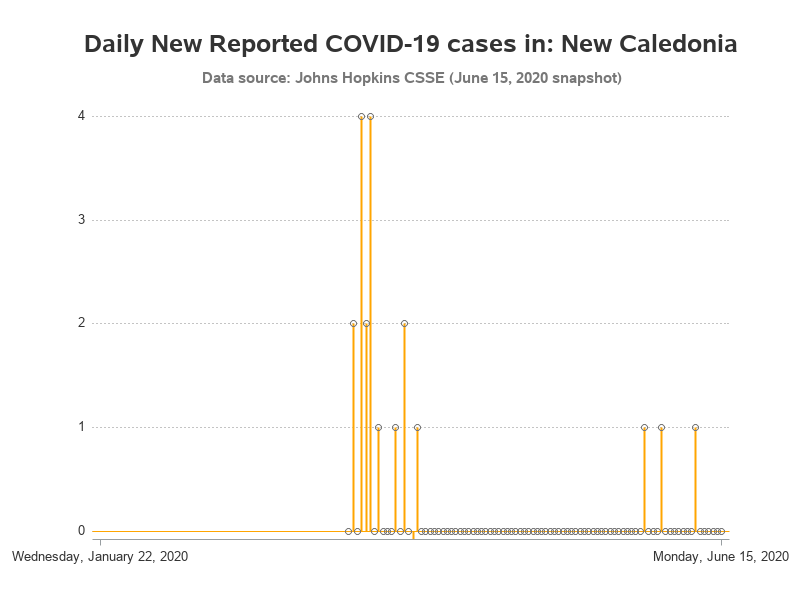 Daily New Reported COVID-19 cases in: New Caledonia
Data source: Johns Hopkins CSSE (June 15, 2020 snapshot)
4
3
2
1
0
Wednesday, January 22, 2020 Monday, June 15, 2020